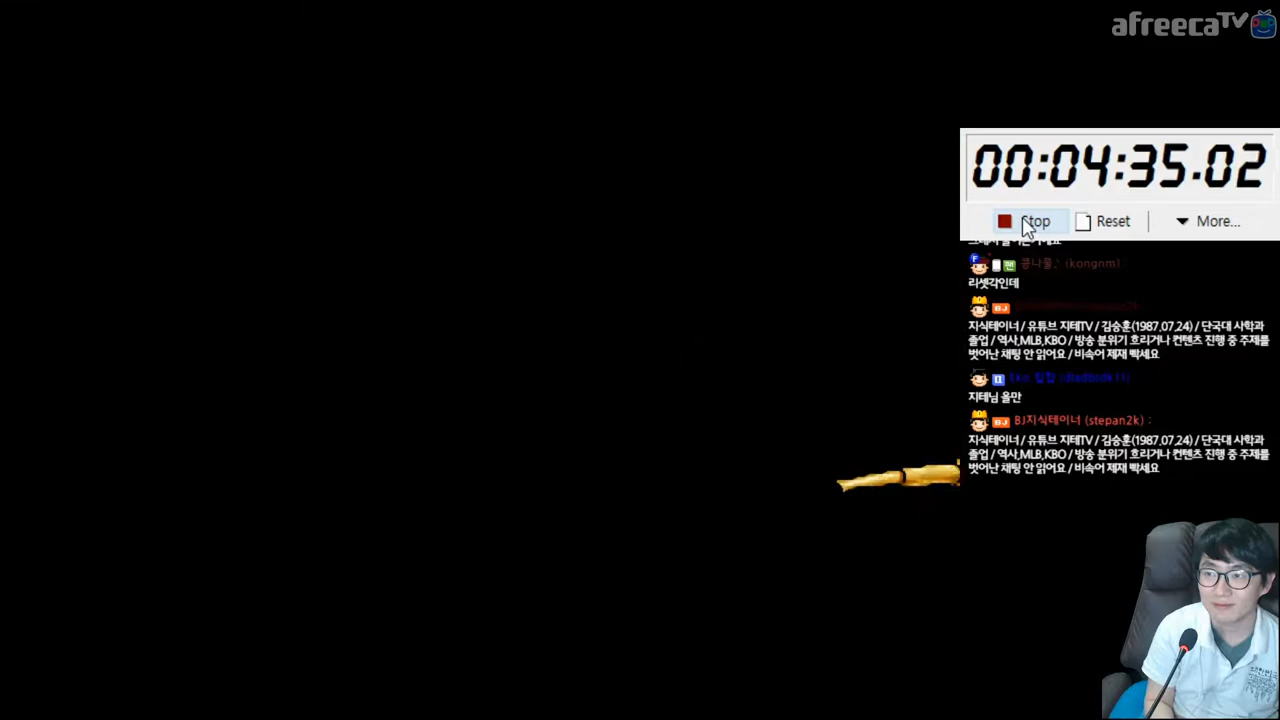 afreecaTV
00:04:35.02
Stop
Reset
More...
콩나물 (kongnm1
리셋각인데
BJ
지식테이너 / 유튜브 지테TV / 김승훈(1987.07.24) / 단국대 사학과
졸업 / 역사,MLB,KBO / 방송 분위기 흐리거나 컨텐츠 진행 중 주제를
벗어난 채팅 안 읽어요 / 비속어 제재 빡세요
지테님 올만
BJ지식테이너 (stepan2k) :
지식테이너 / 유튜브 지테TV / 김승훈(1987.07.24) / 단국대 사학과
졸업 / 역사,MLB,KBO / 방송 분위기 흐리거나 컨텐츠 진행 중 주제를
벗어난 채팅 안 읽어요 / 비속어 제재 빡세요